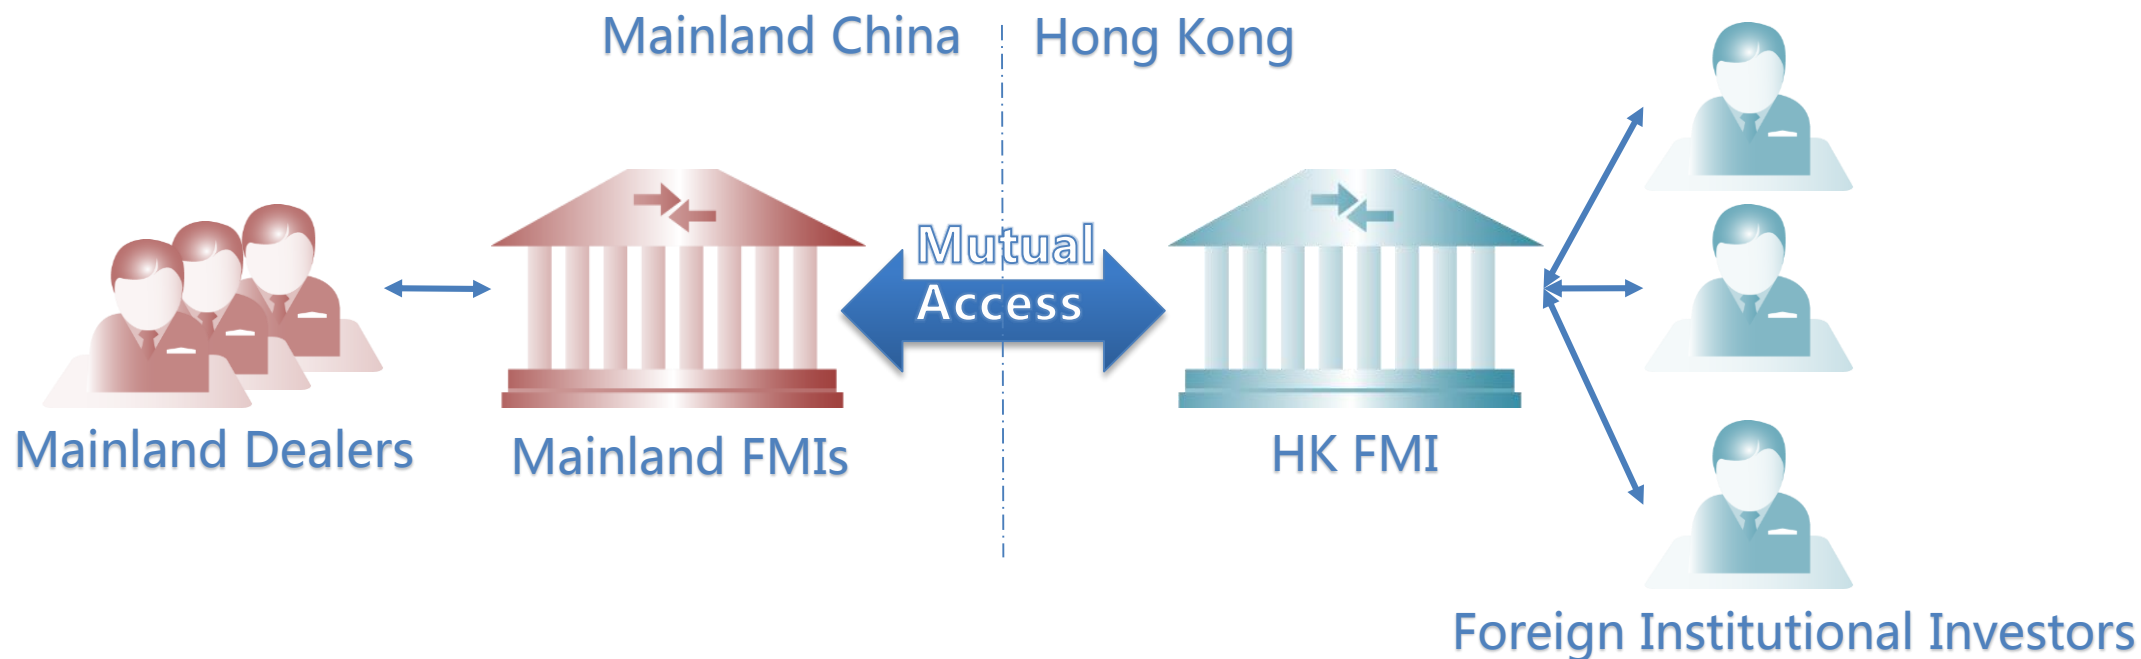 Mainland China
Hong Kong
Mutual
Access
Mainland Dealers
Mainland FMIs
HK FMI
Foreign Institutional Investors